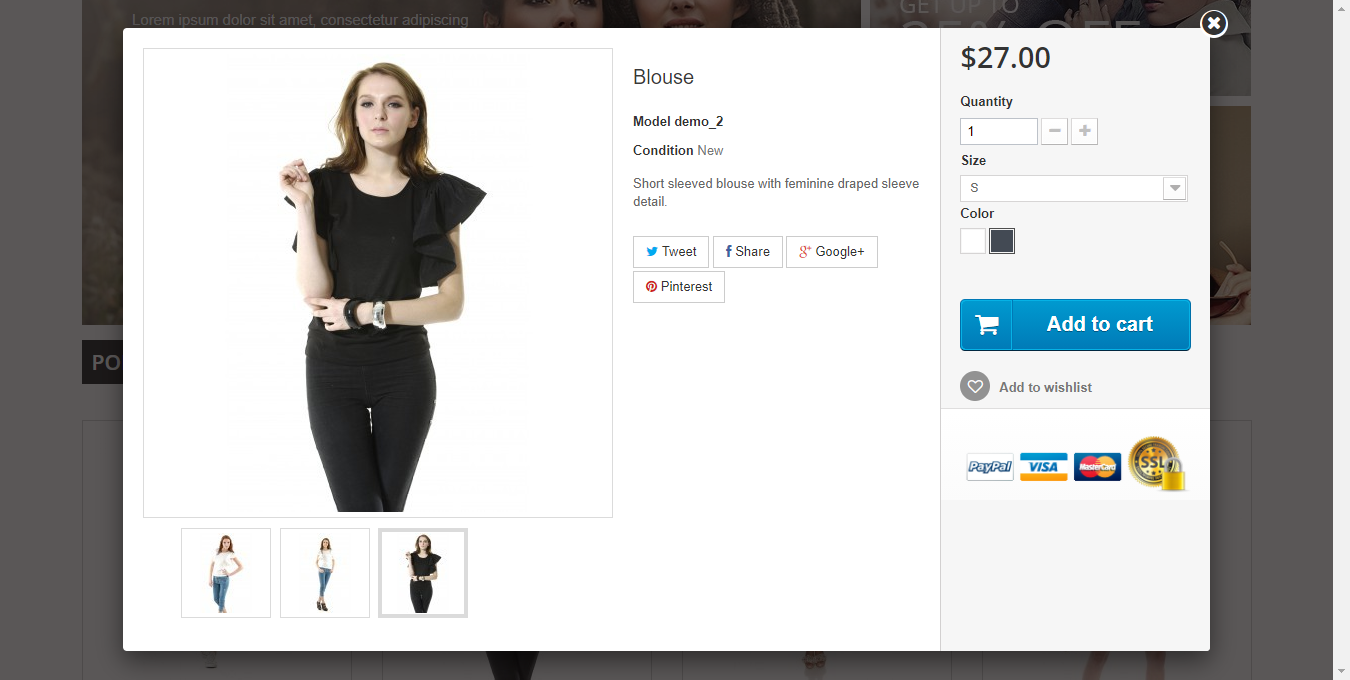 Lorem ipsum dolor sit amet, consectetur adipiscing
GET UP TO
35% OFF
PO
Blouse
Model demo_2
Condition New
Short sleeved blouse with feminine draped sleeve
detail.
Tweet
Share
Google+
Pinterest
$27.00
Quantity
1
Size
S
Color
Add to cart
Add to wishlist
PayPal
VISA
MasterCard
SSL